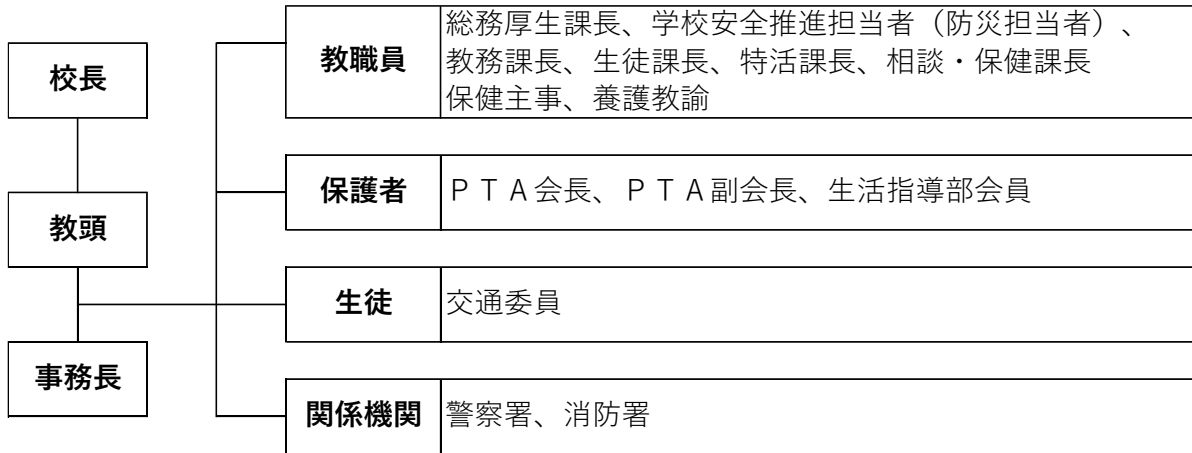 校長
教頭
事務長
教職員
総務厚生課長、学校安全推進担当者（防災担当者）、
教務課長、生徒課長、特活課長、相談・保健課長
保健主事、養護教諭
保護者
ＰＴＡ会長、ＰＴＡ副会長、生活指導部会員
生徒
交通委員
関係機関
警察署、消防署